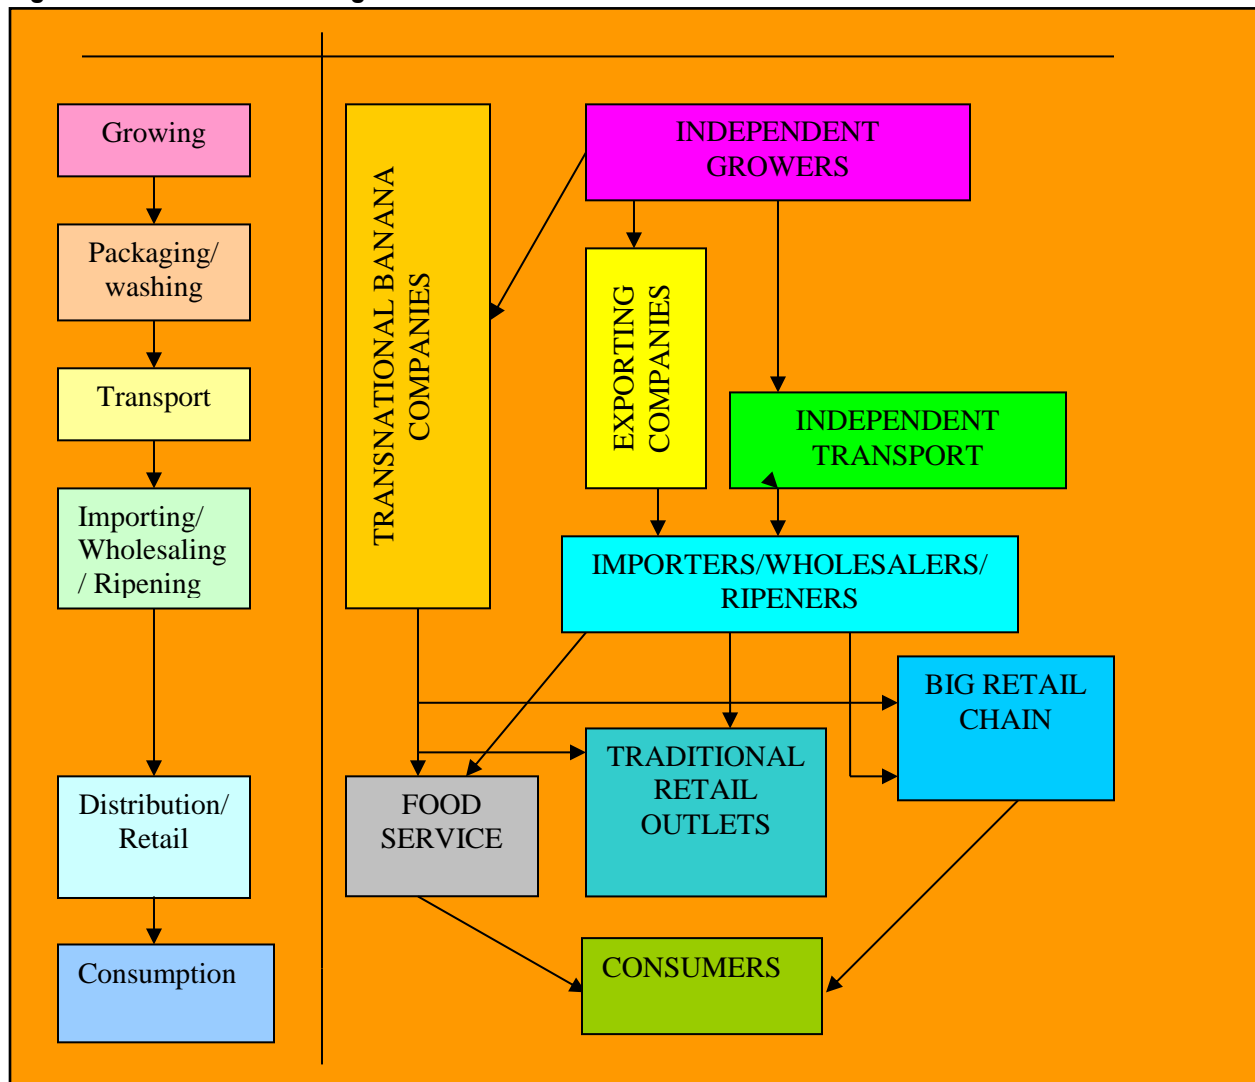 Growing
Packaging/
washing
Transport
Importing/
Wholesaling
/ Ripening
Distribution/
Retail
Consumption
TRANSNATIONAL BANANA
COMPANIES
INDEPENDENT
GROWERS
EXPORTING
COMPANIES
INDEPENDENT
TRANSPORT
IMPORTERS/WHOLESALERS/
RIPENERS
BIG RETAIL
CHAIN
TRADITIONAL
RETAIL
OUTLETS
FOOD
SERVICE
CONSUMERS